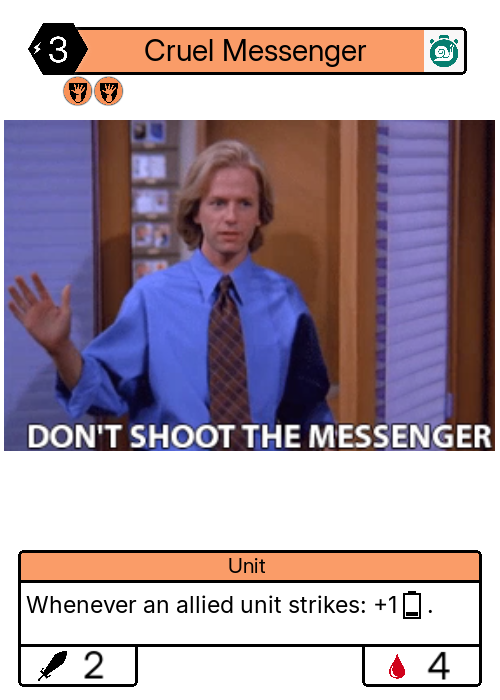 3
Cruel Messenger
DON'T SHOOT THE MESSENGER
Unit
Whenever an allied unit strikes: +1 .
2
4